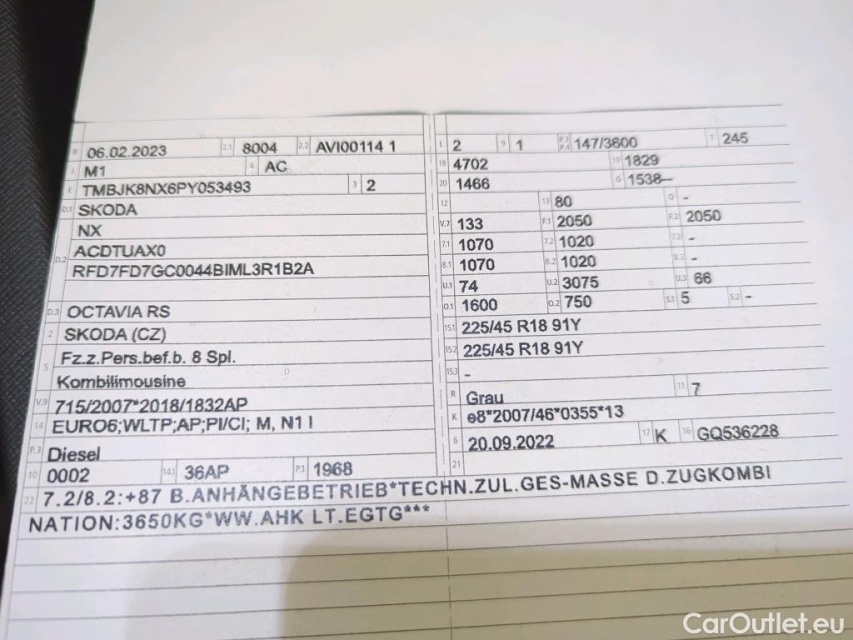 B 06.02.2023 2.1 8004 2.2 AVI00114 1
J M1 4 AC
E TMBJK8NX6PY053493 3 2
D.1 SKODA
NX
D.2 ACDTUAX0
RFD7FD7GC0044BIML3R1B2A
D.3 OCTAVIA RS
2 SKODA (CZ)
5 Fz.z.Pers.bef.b. 8 Spl.
Kombilimousine
V.9 715/2007*2018/1832AP
14 EURO6;WLTP;AP;PI/CI; M, N1 I
P.3 Diesel
10 0002 14.1 36AP P.1 1968
L 2 9 1 P.2 P.4 147/3600 T 245
18 4702 19 1829
20 1466 G 1538–
12 13 80 Q -
V.7 133 F.1 2050 F.2 2050
7.1 1070 7.2 1020 7.3 -
8.1 1070 8.2 1020 8.3 -
U.1 74 U.2 3075 U.3 66
O.1 1600 O.2 750 S.1 5 S.2 -
15.1 225/45 R18 91Y
15.2 225/45 R18 91Y
15.3 -
R Grau 11 7
K e8*2007/46*0355*13
6 20.09.2022 17 K 16 GQ536228
21
22 7.2/8.2:+87 B.ANHÄNGEBETRIEB*TECHN.ZUL.GES-MASSE D.ZUGKOMBI
NATION:3650KG*WW.AHK LT.EGTG***
CarOutlet.eu